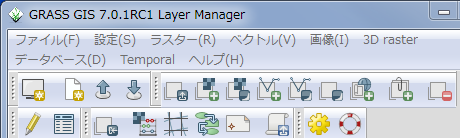 GRASS GIS 7.0.1RC1 Layer Manager
ファイル(F) 設定(S) ラスター(R) ベクトル(V) 画像(I) 3D raster
データベース(D) Temporal ヘルプ(H)